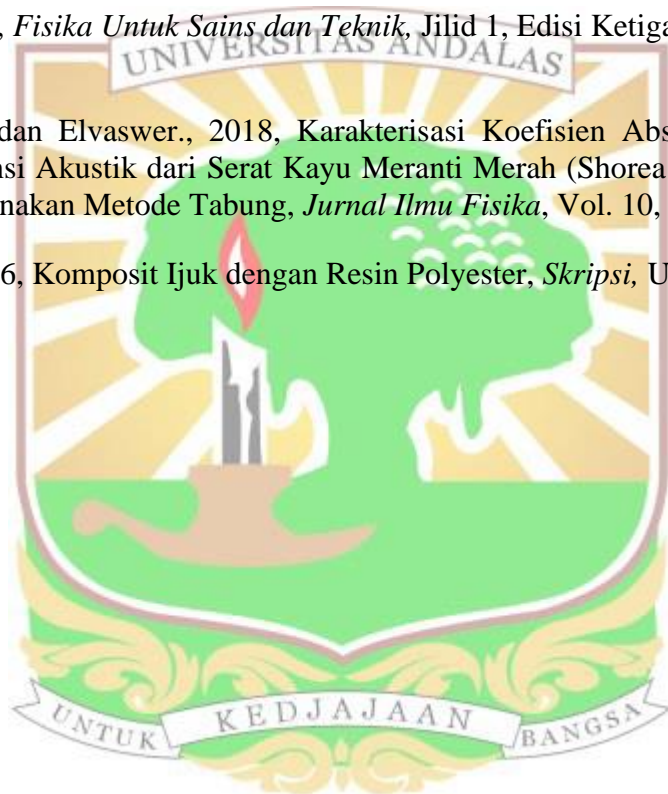 , Fisika Untuk Sains dan Teknik, Jilid 1, Edisi Ketiga
UNIVERSITAS ANDALAS
dan Elvaswer., 2018, Karakterisasi Koefisien Abs
nsi Akustik dari Serat Kayu Meranti Merah (Shorea
nakan Metode Tabung, Jurnal Ilmu Fisika, Vol. 10,
6, Komposit Ijuk dengan Resin Polyester, Skripsi, U
UNTUK KEDJAJAAN BANGSA